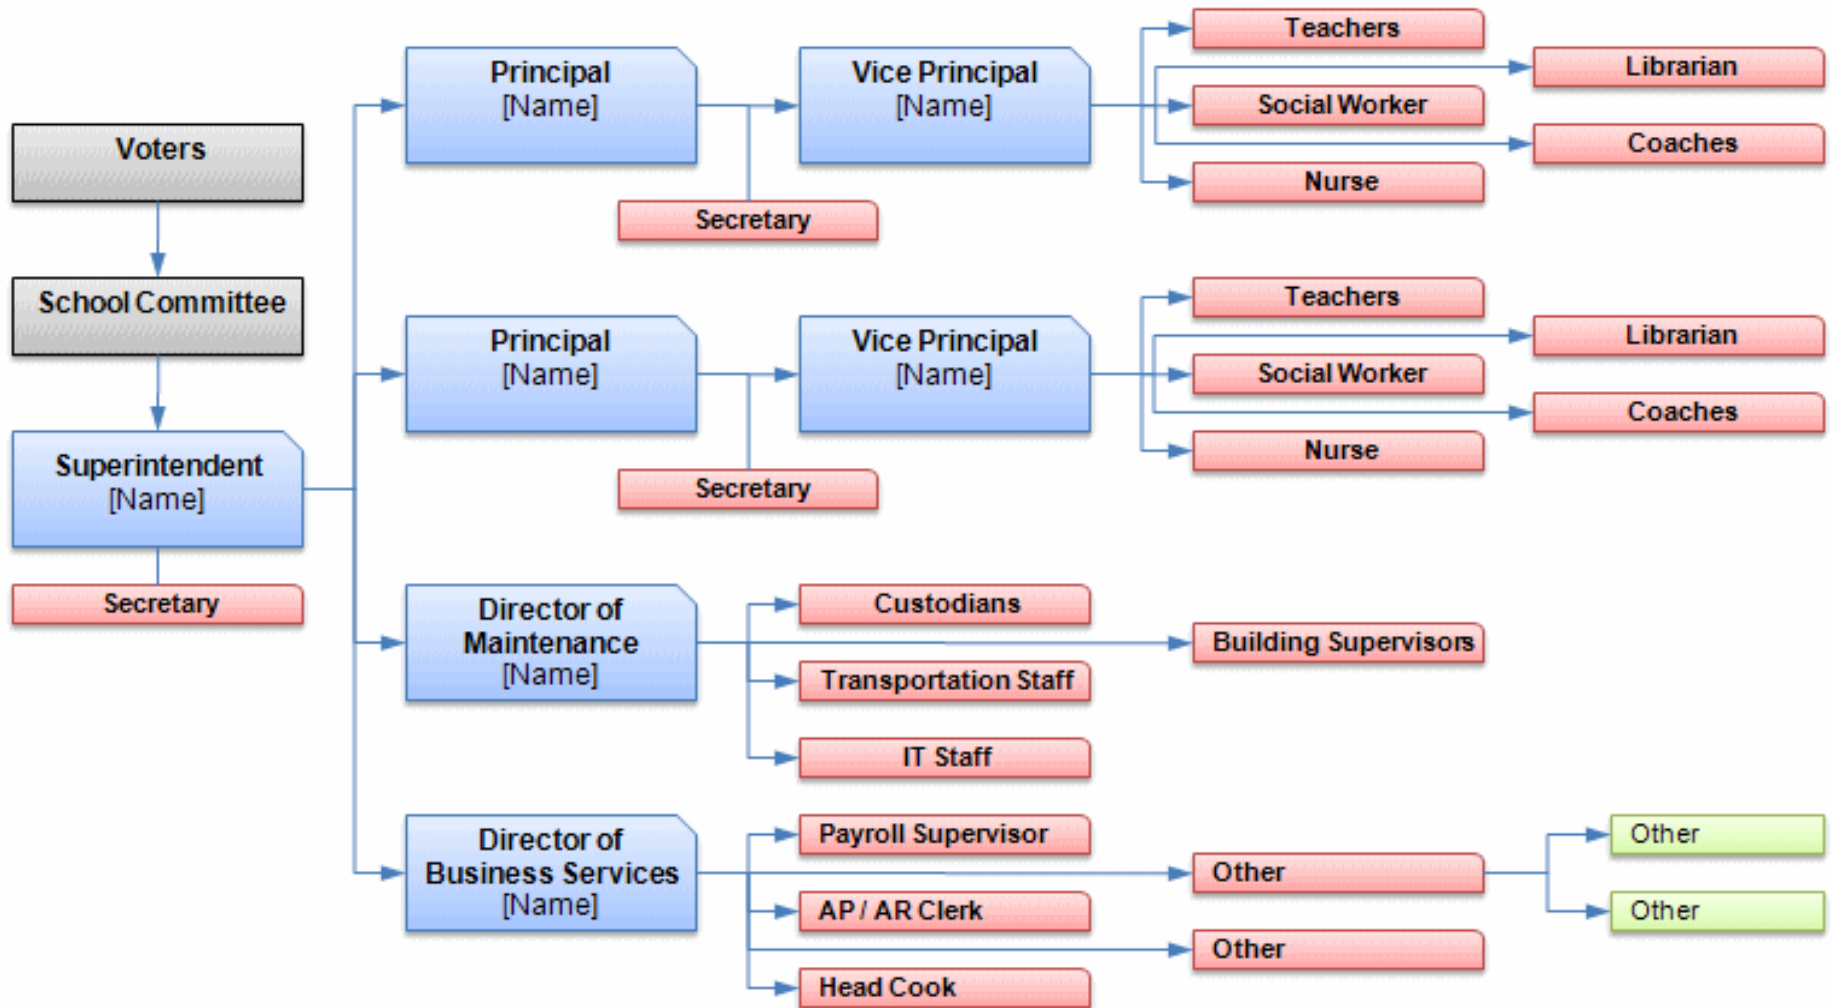 Voters
School Committee
Superintendent
[Name]
Secretary
Principal
[Name]
Secretary
Vice Principal
[Name]
Teachers
Librarian
Social Worker
Coaches
Nurse
Principal
[Name]
Secretary
Vice Principal
[Name]
Teachers
Librarian
Social Worker
Coaches
Nurse
Director of
Maintenance
[Name]
Custodians
Building Supervisors
Transportation Staff
IT Staff
Director of
Business Services
[Name]
Payroll Supervisor
Other
AP / AR Clerk
Other
Head Cook
Other
Other